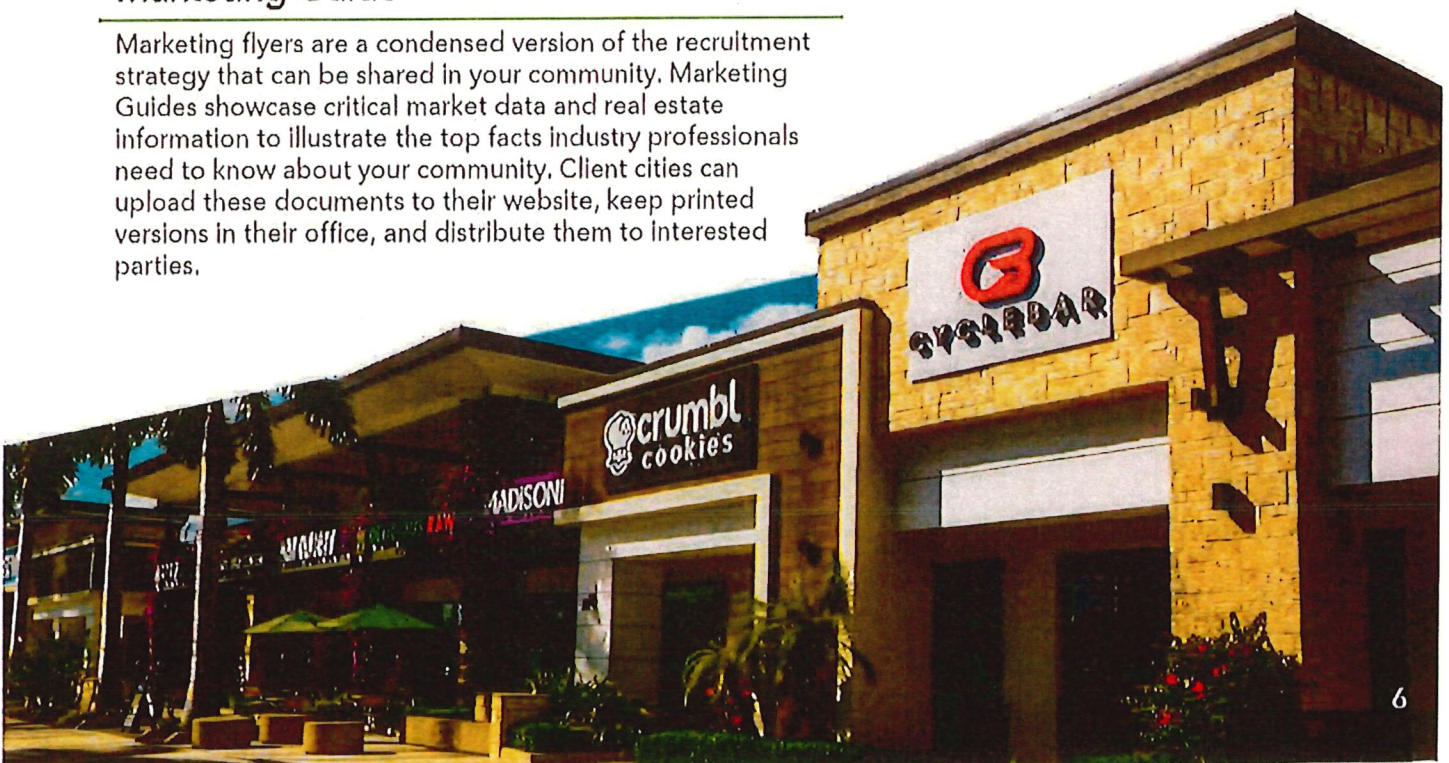 Marketing flyers are a condensed version of the recruitment
strategy that can be shared in your community. Marketing
Guides showcase critical market data and real estate
information to illustrate the top facts industry professionals
need to know about your community. Client cities can
upload these documents to their website, keep printed
versions in their office, and distribute them to interested
parties.
CYCLEBAR
crumbl
cookies
MADISON
RAW
6